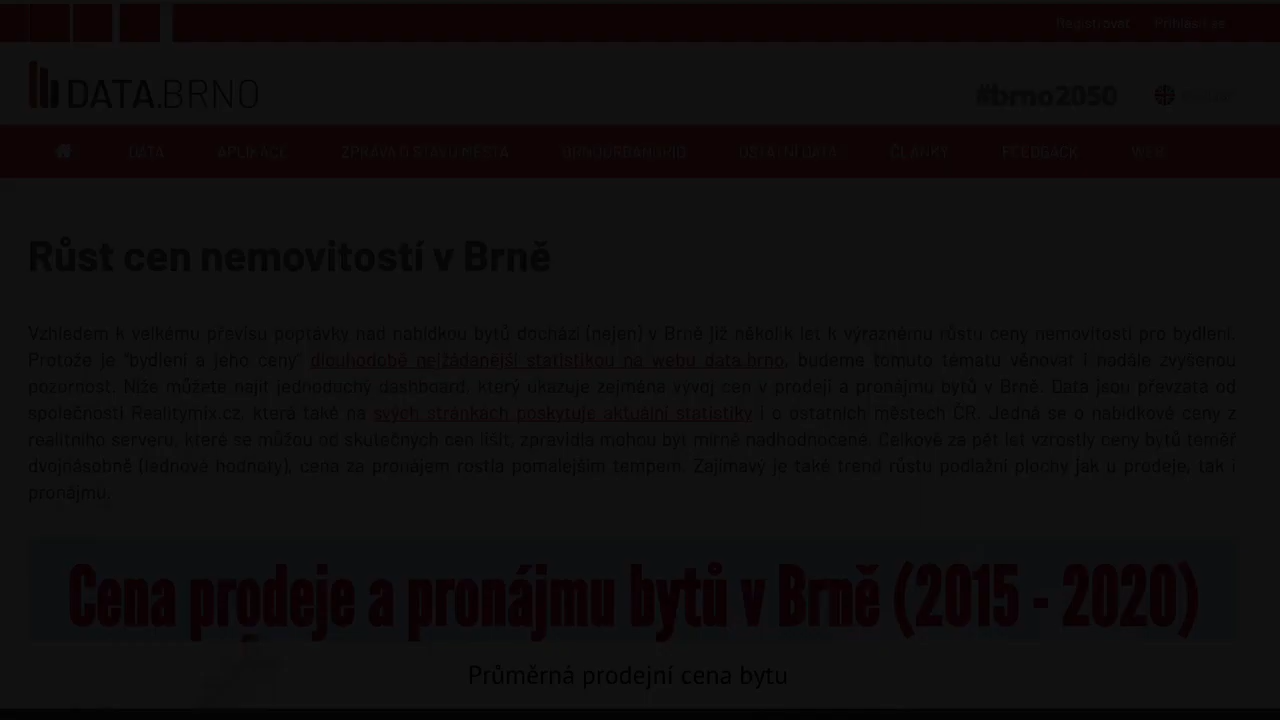 Registrovat Přihlásit se
DATA.BRNO
#brno2050
DATA APLIKACE ZPRÁVA O STAVU MĚSTA BRNOURBANGRID OSTATNÍ DATA ČLÁNKY FEEDBACK WEB
Růst cen nemovitostí v Brně
Vzhledem k velkému převisu poptávky nad nabídkou bytů dochází (nejen) v Brně již několik let k výraznému růstu ceny nemovitostí pro bydlení.
Protože je "bydlení a jeho ceny" dlouhodobě nejžádanější statistikou na webu data.brno, budeme tomuto tématu věnovat i nadále zvýšenou
pozornost. Níže můžete najít jednoduchý dashboard, který ukazuje zejména vývoj cen v prodeji a pronájmu bytů v Brně. Data jsou převzata od
společnosti Realitymix.cz, která také na svých stránkách poskytuje aktuální statistiky i o ostatních městech ČR. Jedná se o nabídkové ceny z
realitního serveru, které se můžou od skutečných cen lišit, zpravidla mohou být mírně nadhodnocené. Celkově za pět let vzrostly ceny bytů téměř
dvojnásobně (lednové hodnoty), cena za pronájem rostla pomalejším tempem. Zajímavý je také trend růstu podlažní plochy jak u prodeje, tak i
pronájmu.
Cena prodeje a pronájmu bytů v Brně (2015 - 2020)
Průměrná prodejní cena bytu